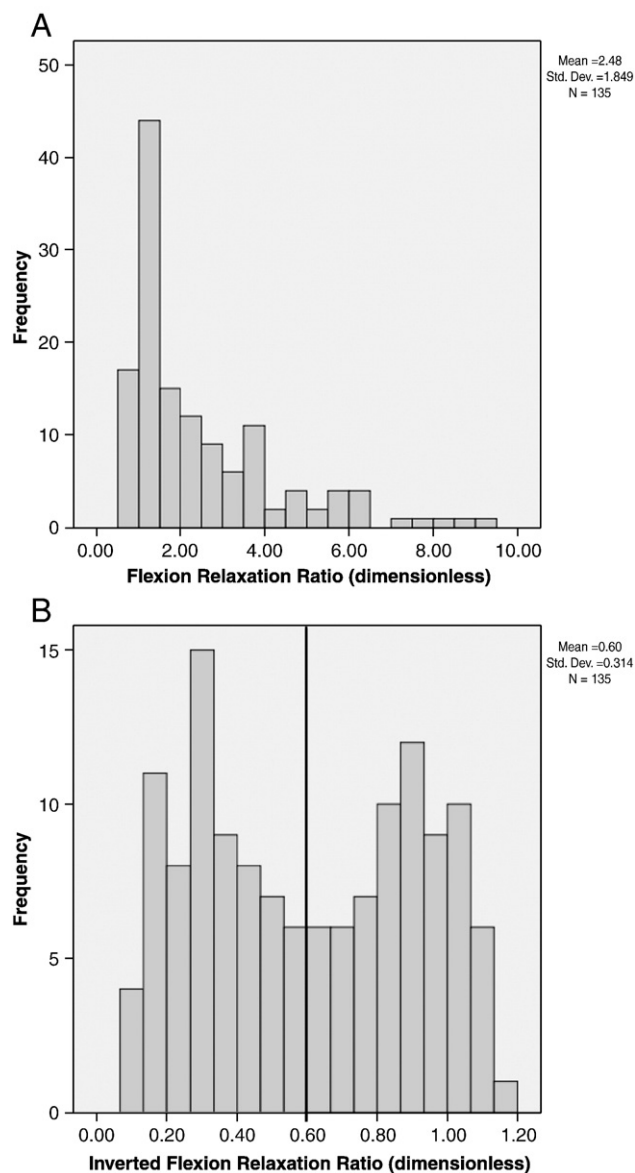 A
Mean =2.48
Std. Dev. =1.849
N = 135
50
40
30
20
10
0
Frequency
0.00 2.00 4.00 6.00 8.00 10.00
Flexion Relaxation Ratio (dimensionless)
B
Mean =0.60
Std. Dev. =0.314
N = 135
15
10
5
0
Frequency
0.00 0.20 0.40 0.60 0.80 1.00 1.20
Inverted Flexion Relaxation Ratio (dimensionless)